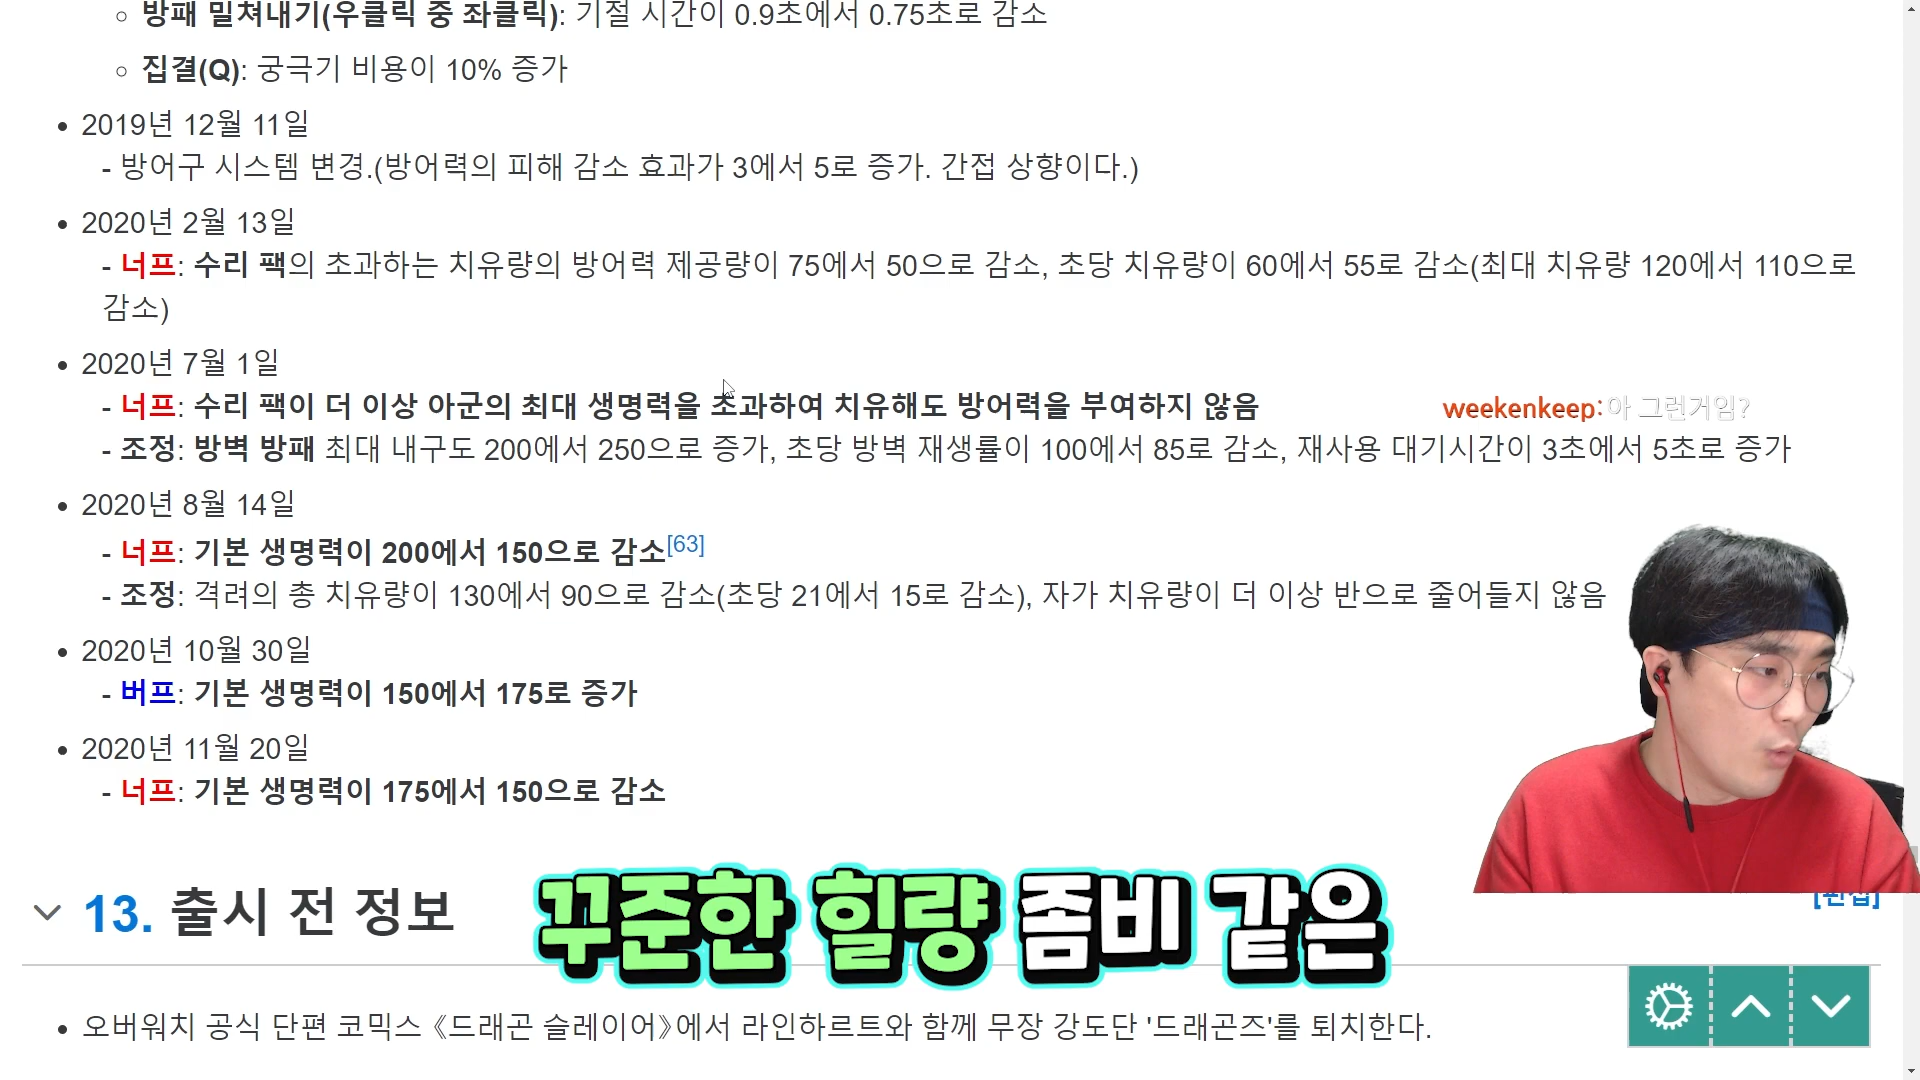 방패 밀쳐내기(우클릭 중 좌클릭): 기절 시간이 0.9초에서 0.75초로 감소
집결(Q): 궁극기 비용이 10% 증가
2019년 12월 11일
- 방어구 시스템 변경.(방어력의 피해 감소 효과가 3에서 5로 증가. 간접 상향이다.)
2020년 2월 13일
- 너프: 수리 팩의 초과하는 치유량의 방어력 제공량이 75에서 50으로 감소, 초당 치유량이 60에서 55로 감소(최대 치유량 120에서 110으로
감소)
2020년 7월 1일
- 너프: 수리 팩이 더 이상 아군의 최대 생명력을 초과하여 치유해도 방어력을 부여하지 않음
weekenkeep: 아 그런거임?
- 조정: 방벽 방패 최대 내구도 200에서 250으로 증가, 초당 방벽 재생률이 100에서 85로 감소, 재사용 대기시간이 3초에서 5초로 증가
2020년 8월 14일
- 너프: 기본 생명력이 200에서 150으로 감소[63]
- 조정: 격려의 총 치유량이 130에서 90으로 감소(초당 21에서 15로 감소), 자가 치유량이 더 이상 반으로 줄어들지 않음
2020년 10월 30일
- 버프: 기본 생명력이 150에서 175로 증가
2020년 11월 20일
- 너프: 기본 생명력이 175에서 150으로 감소
13. 출시 전 정보
[편집]
꾸준한 힐량 좀비 같은
오버워치 공식 단편 코믹스 《드래곤 슬레이어》에서 라인하르트와 함께 무장 강도단 '드래곤즈'를 퇴치한다.